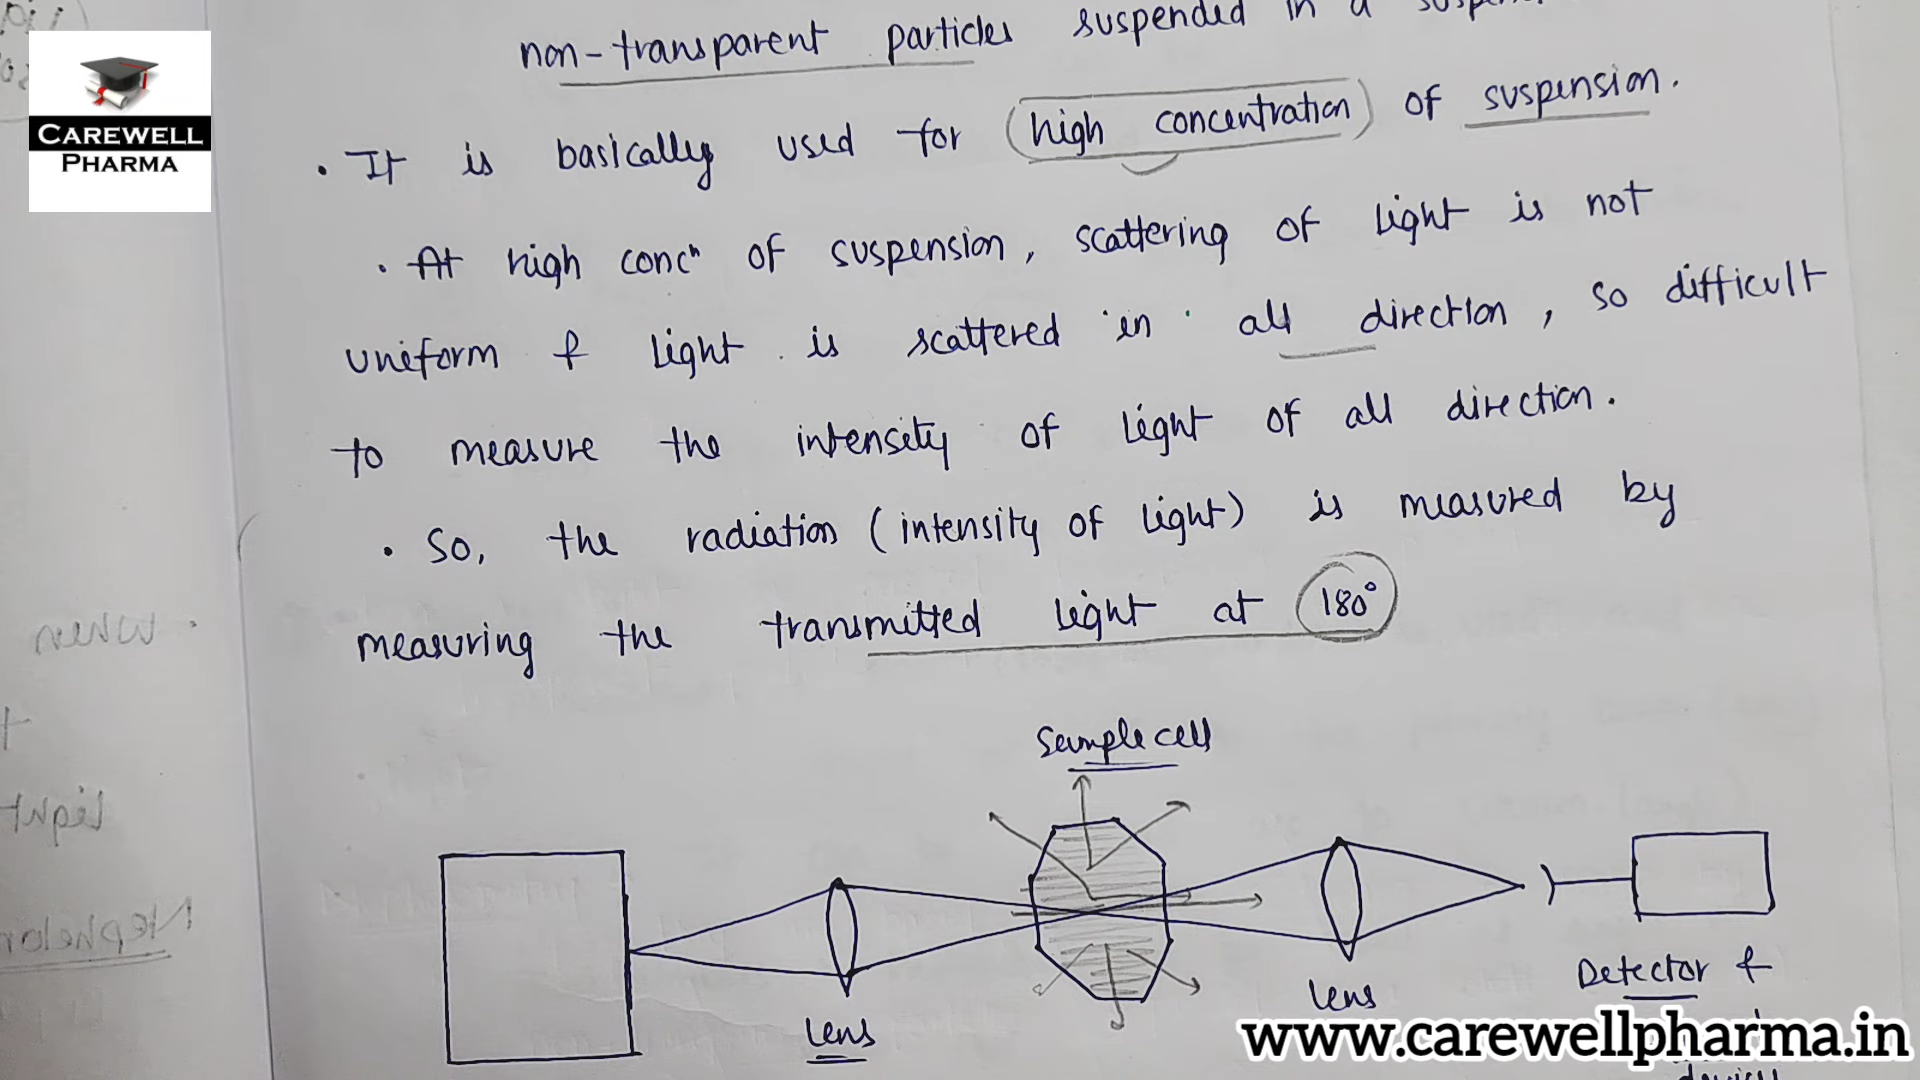 non-transparent particles suspended in a
CAREWELL
PHARMA
• It is basically used for (high concentration) of suspension.
• At high concⁿ of suspension, scattering of light is not
uniform & light is scattered in all direction, so difficult
to measure the intensity of light of all direction.
• So, the radiation (intensity of light) is measured by
measuring the transmitted light at 180°
Sample cell
lens
lens
Detector &
www.carewellpharma.in